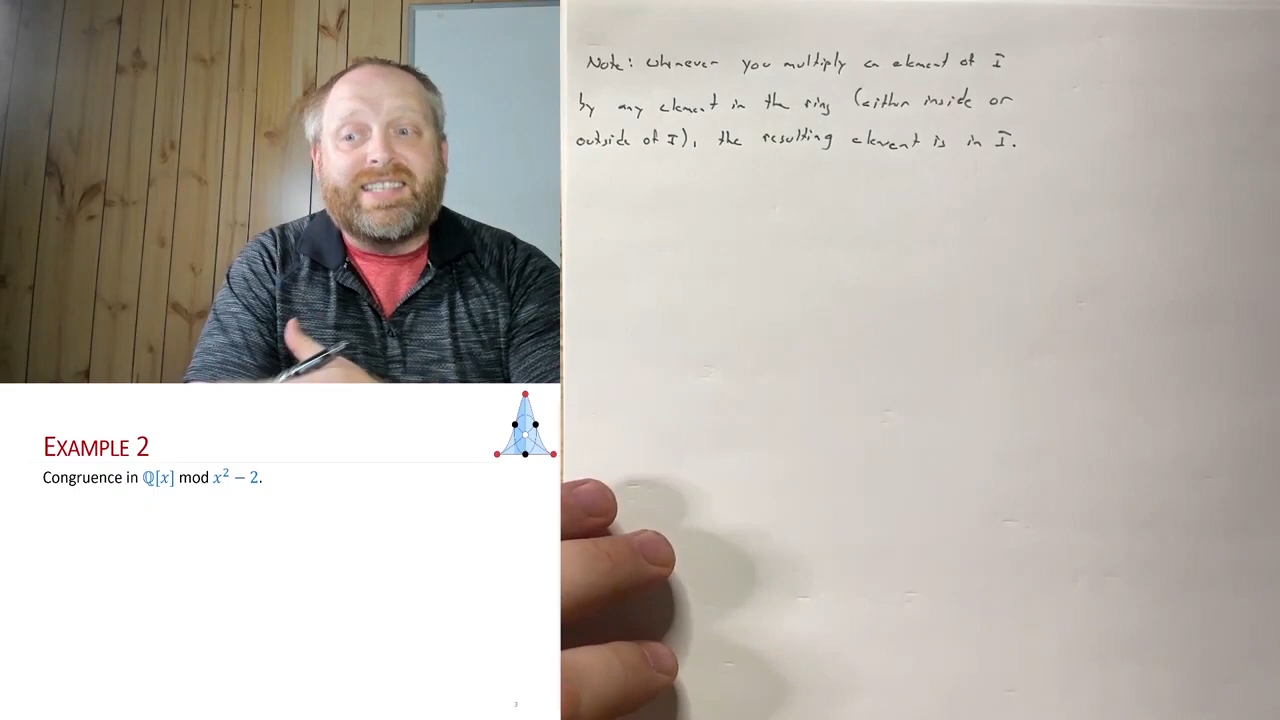 Note: whenever you multiply an element of I
by any element in the ring (either inside or
outside of I), the resulting element is in I.
EXAMPLE 2
Congruence in ℚ[x] mod x² − 2.
3